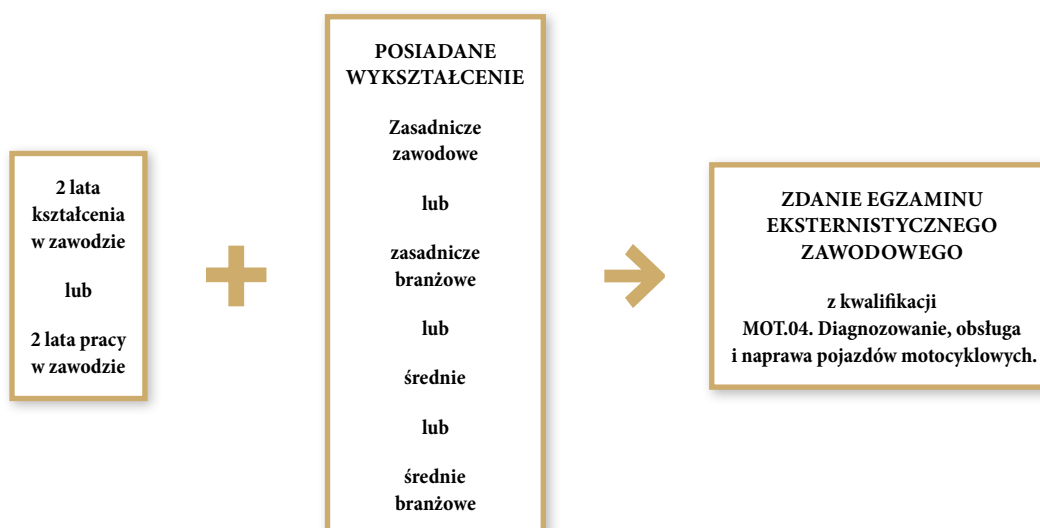 2 lata
kształcenia
w zawodzie
lub
2 lata pracy
w zawodzie
POSIADANE
WYKSZTAŁCENIE
Zasadnicze
zawodowe
lub
zasadnicze
branżowe
lub
średnie
lub
średnie
branżowe
ZDANIE EGZAMINU
EKSTERNISTYCZNEGO
ZAWODOWEGO
z kwalifikacji
MOT.04. Diagnozowanie, obsługa
i naprawa pojazdów motocyklowych.